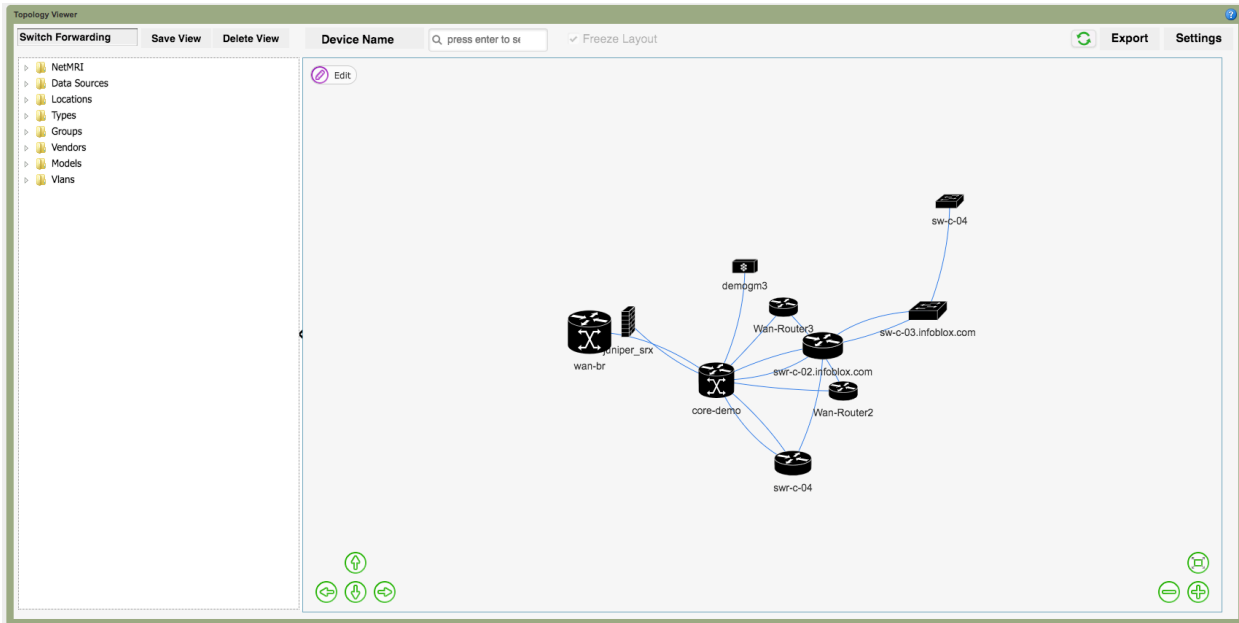 Topology Viewer
Switch Forwarding Save View Delete View Device Name press enter to se Freeze Layout Export Settings
NetMRI
Data Sources
Locations
Types
Groups
Vendors
Models
Vlans
Edit
sw-c-04
demogm3
Wan-Router3
sw-c-03.infoblox.com
juniper_srx
wan-br
swr-c-02.infoblox.com
core-demo
Wan-Router2
swr-c-04